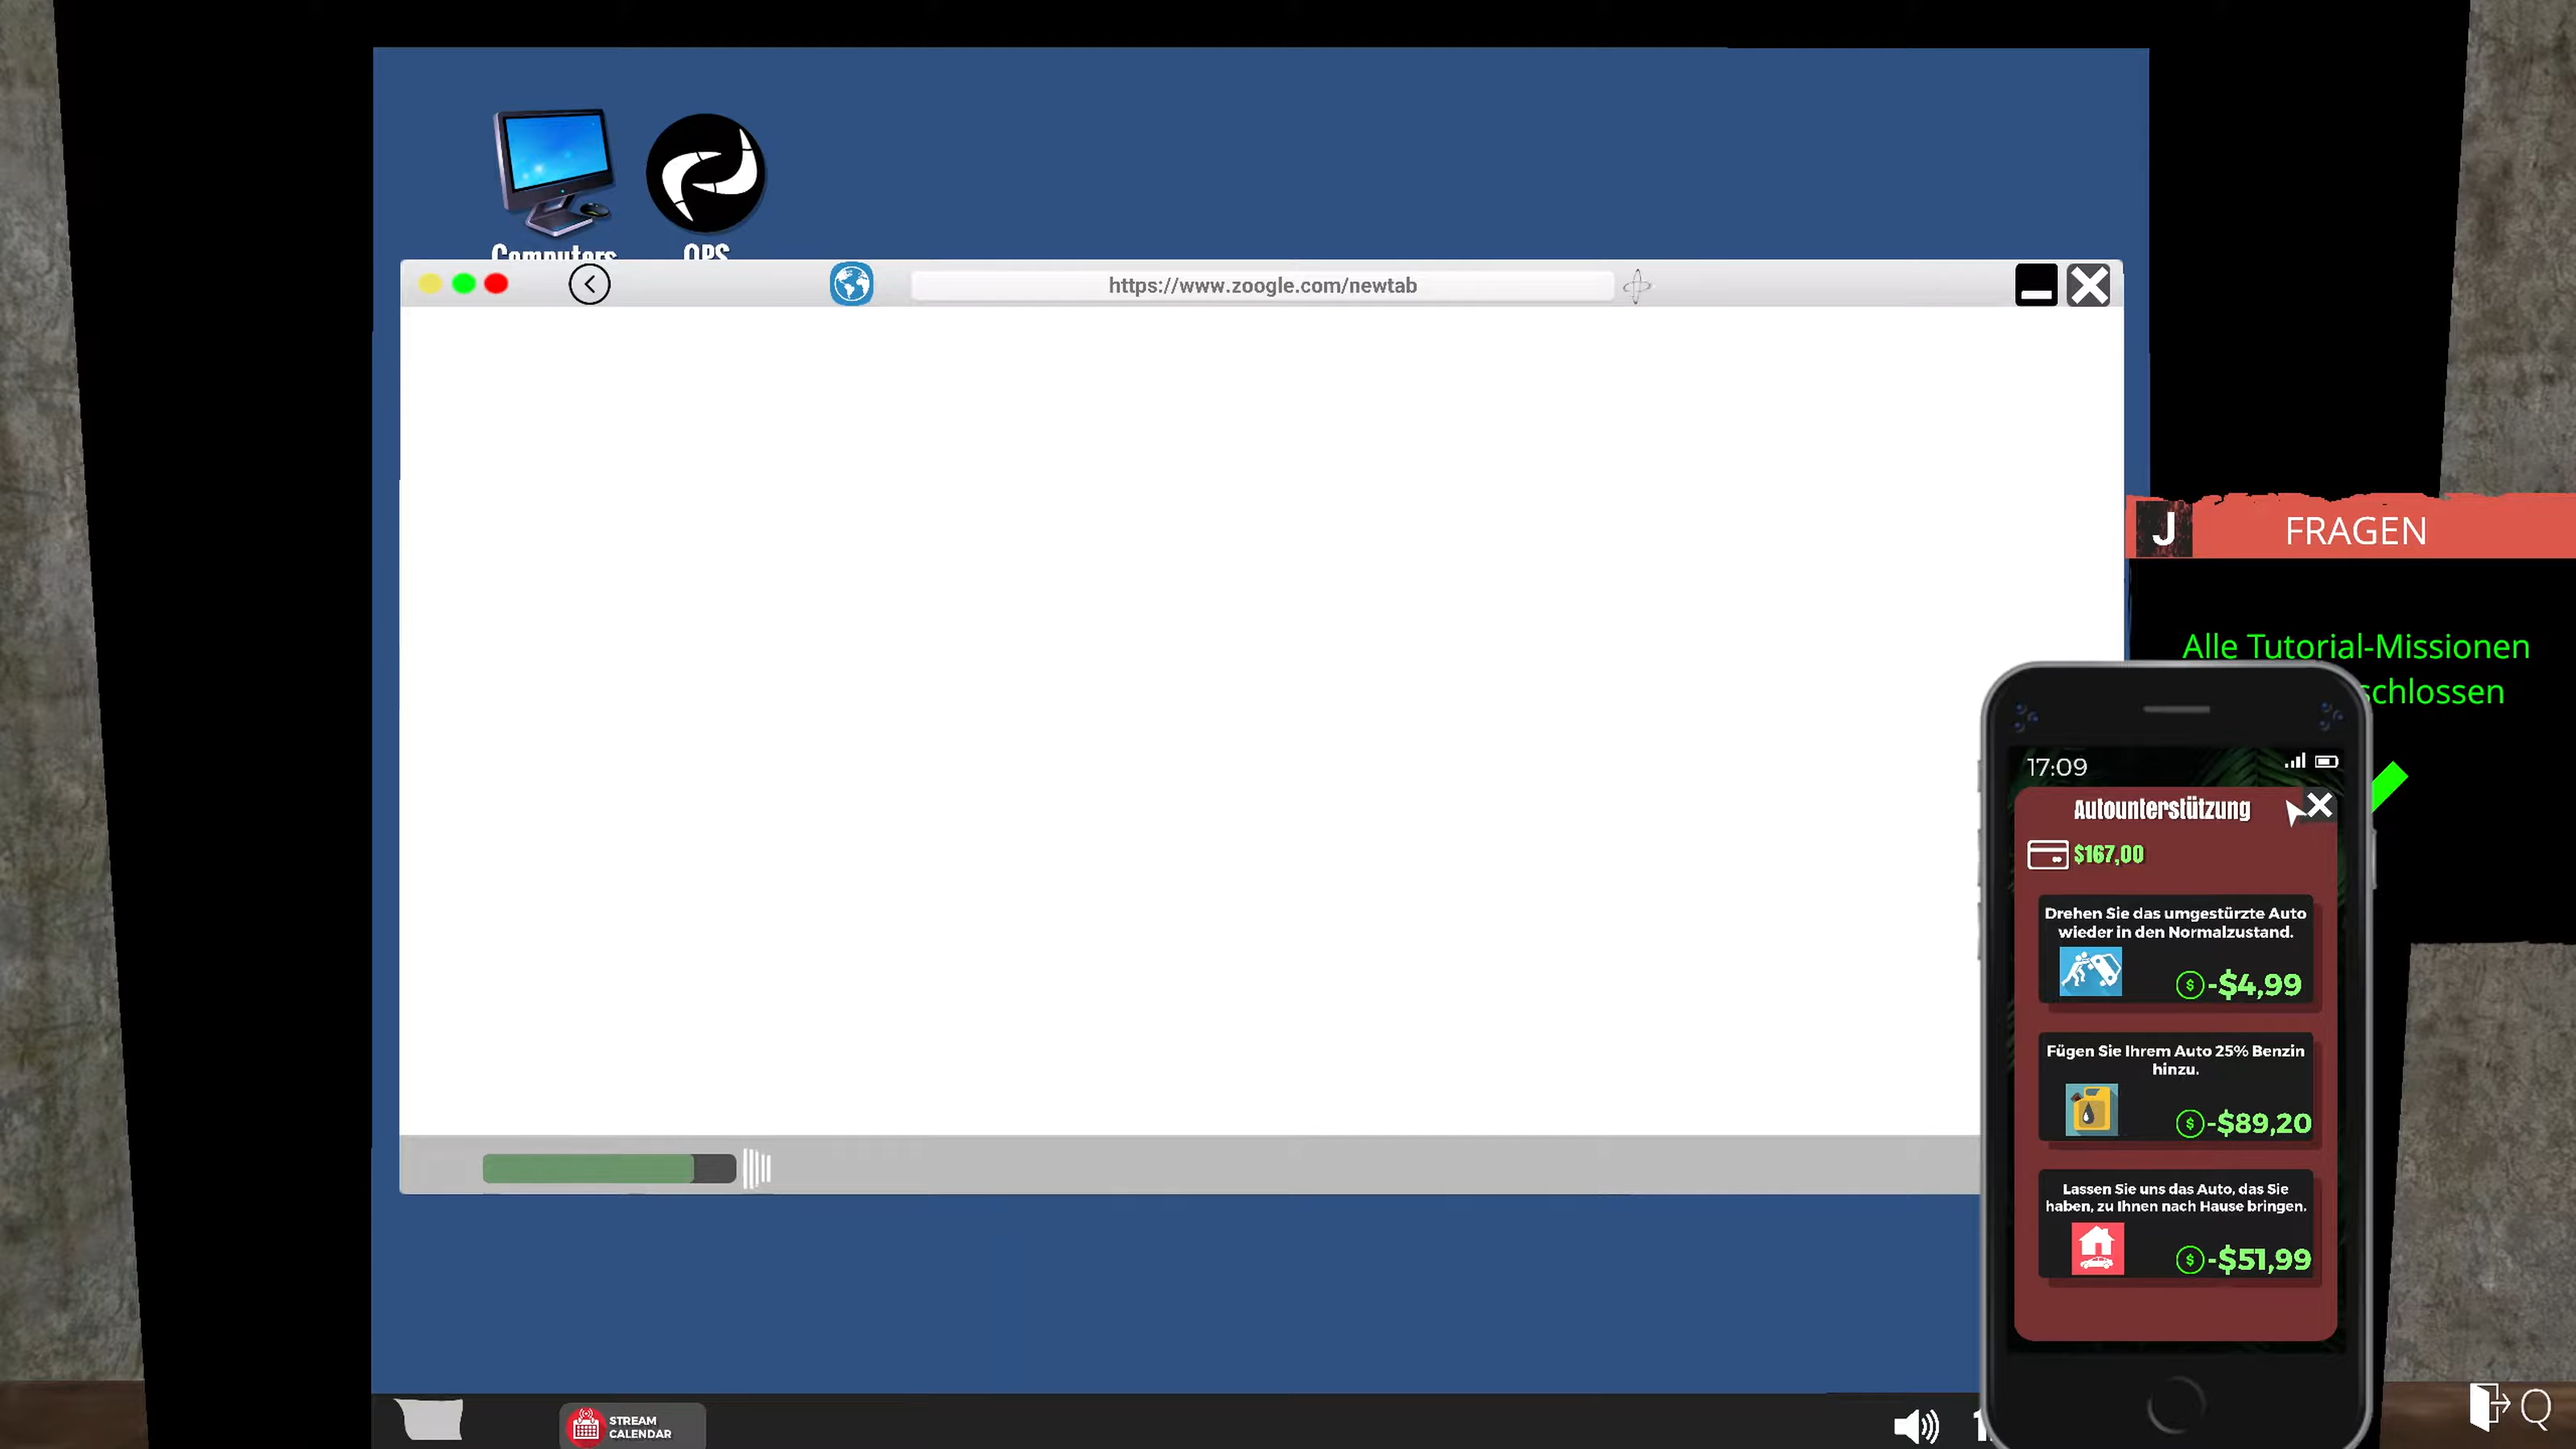 Computers
OPS
https://www.zoogle.com/newtab
J
FRAGEN
Alle Tutorial-Missionen
schlossen
17:09
Autounterstützung
$167,00
Drehen Sie das umgestürzte Auto
wieder in den Normalzustand.
$ -$4,99
Fügen Sie Ihrem Auto 25% Benzin
hinzu.
$ -$89,20
Lassen Sie uns das Auto, das Sie
haben, zu Ihnen nach Hause bringen.
$ -$51,99
STREAM
CALENDAR
Q